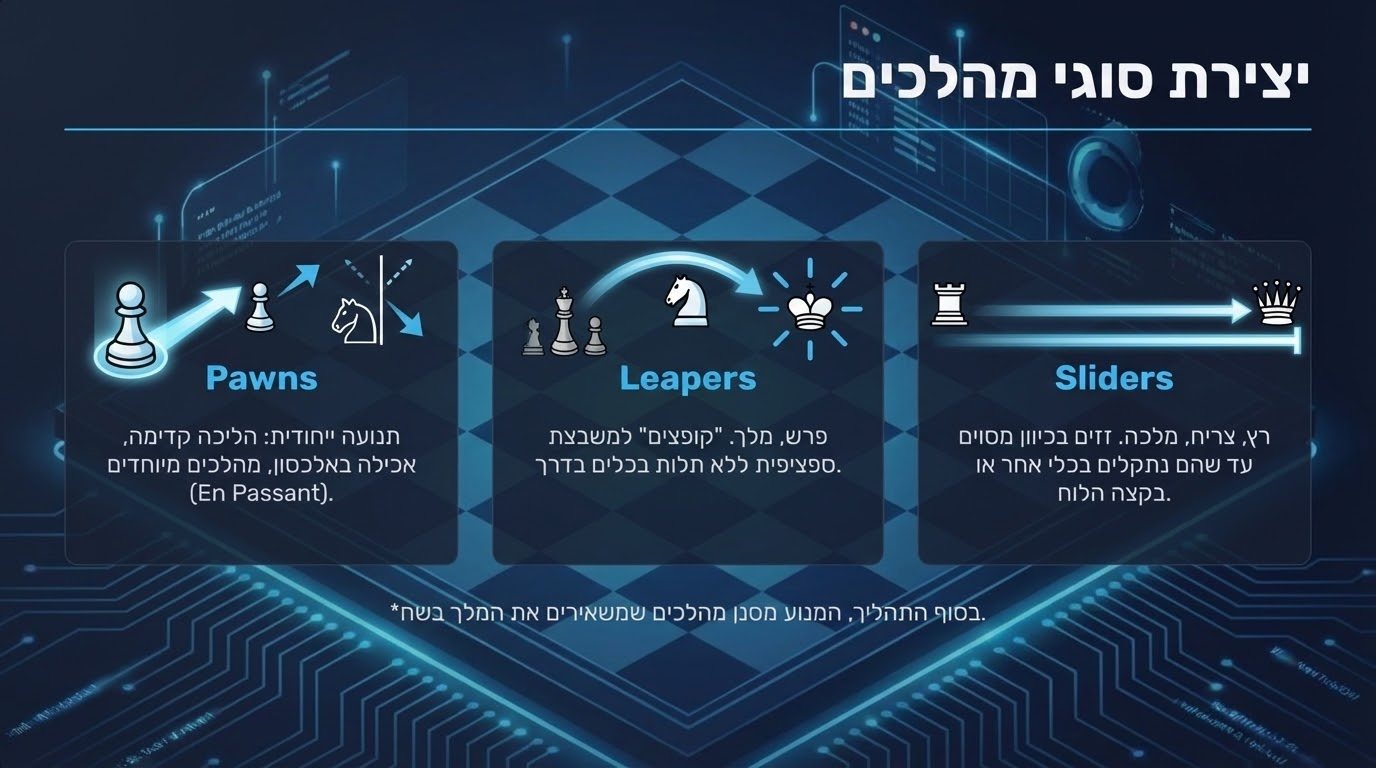 יצירת סוגי מהלכים
Sliders
רץ, צריח, מלכה. זזים בכיוון מסוים
עד שהם נתקלים בכלי אחר או
בקצה הלוח.
Leapers
פרש, מלך. "קופצים" למשבצת
ספציפית ללא תלות בכלים בדרך.
Pawns
תנועה ייחודית: הליכה קדימה,
אכילה באלכסון, מהלכים מיוחדים
(En Passant).
*בסוף התהליך, המנוע מסנן מהלכים שמשאירים את המלך בשח.